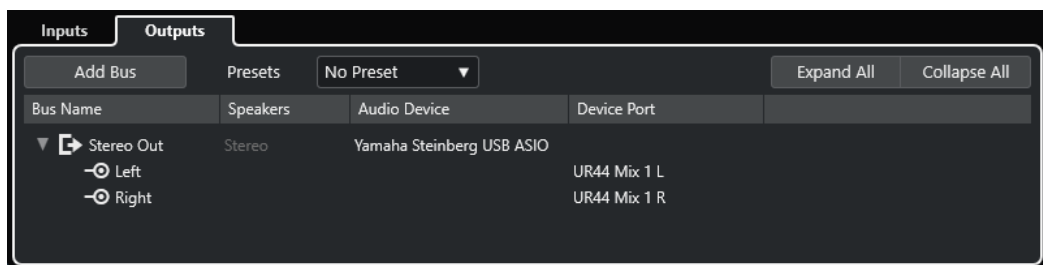 Inputs Outputs
Add Bus Presets No Preset Expand All Collapse All
Bus Name Speakers Audio Device Device Port
Stereo Out Stereo Yamaha Steinberg USB ASIO
Left UR44 Mix 1 L
Right UR44 Mix 1 R